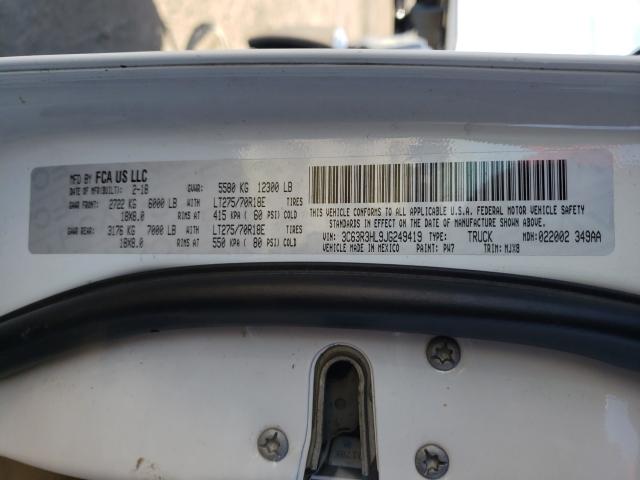 MFD BY FCA US LLC
DATE OF MFR(BUILT): 2-18 GVWR: 5580 KG 12300 LB
GAWR FRONT: 2722 KG 6000 LB WITH LT275/70R18E TIRES
18X8.0 RIMS AT 415 KPA ( 60 PSI) COLD
GAWR REAR: 3176 KG 7000 LB WITH LT275/70R18E TIRES
18X8.0 RIMS AT 550 KPA ( 80 PSI) COLD
THIS VEHICLE CONFORMS TO ALL APPLICABLE U.S.A. FEDERAL MOTOR VEHICLE SAFETY
STANDARDS IN EFFECT ON THE DATE OF MANUFACTURE SHOWN ABOVE.
VIN: 3C63R3HL9JG249419 TYPE: TRUCK MDH: 022002 349AA
VEHICLE MADE IN MEXICO PAINT: PW7 TRIM: MJX8